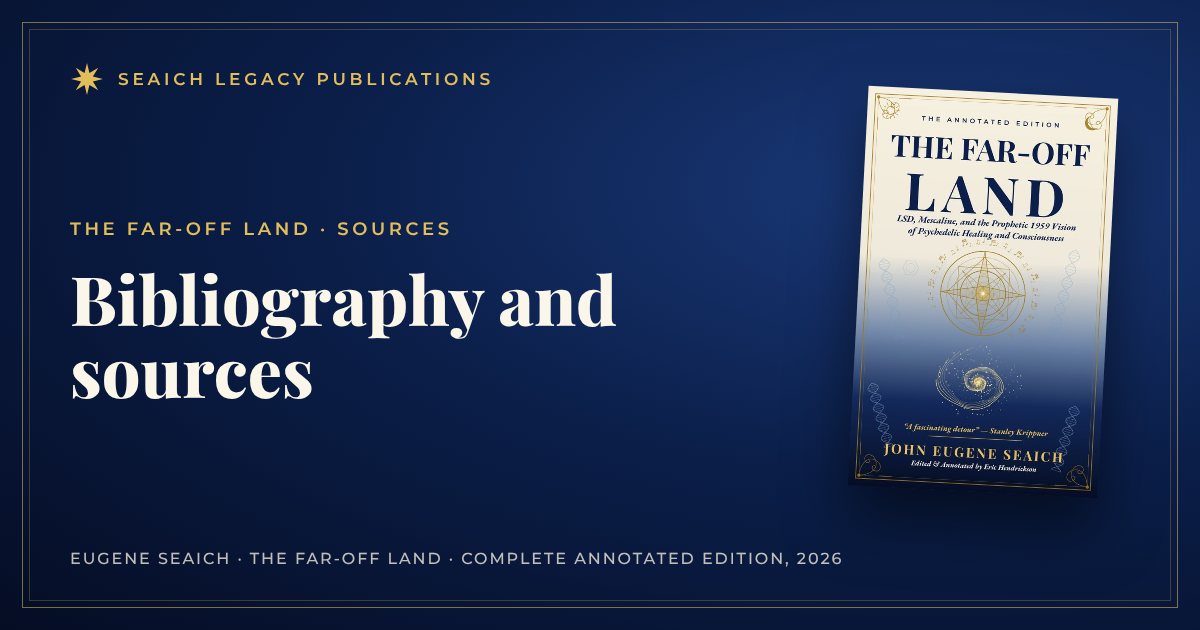 SEAICH LEGACY PUBLICATIONS
THE FAR-OFF LAND · SOURCES
Bibliography and
sources
EUGENE SEAICH · THE FAR-OFF LAND · COMPLETE ANNOTATED EDITION, 2026
THE ANNOTATED EDITION
THE FAR-OFF
LAND
LSD, Mescaline, and the Prophetic 1959 Vision
of Psychedelic Healing and Consciousness
"A fascinating detour" — Stanley Krippner
JOHN EUGENE SEAICH
Edited & Annotated by Eric Hendrickson